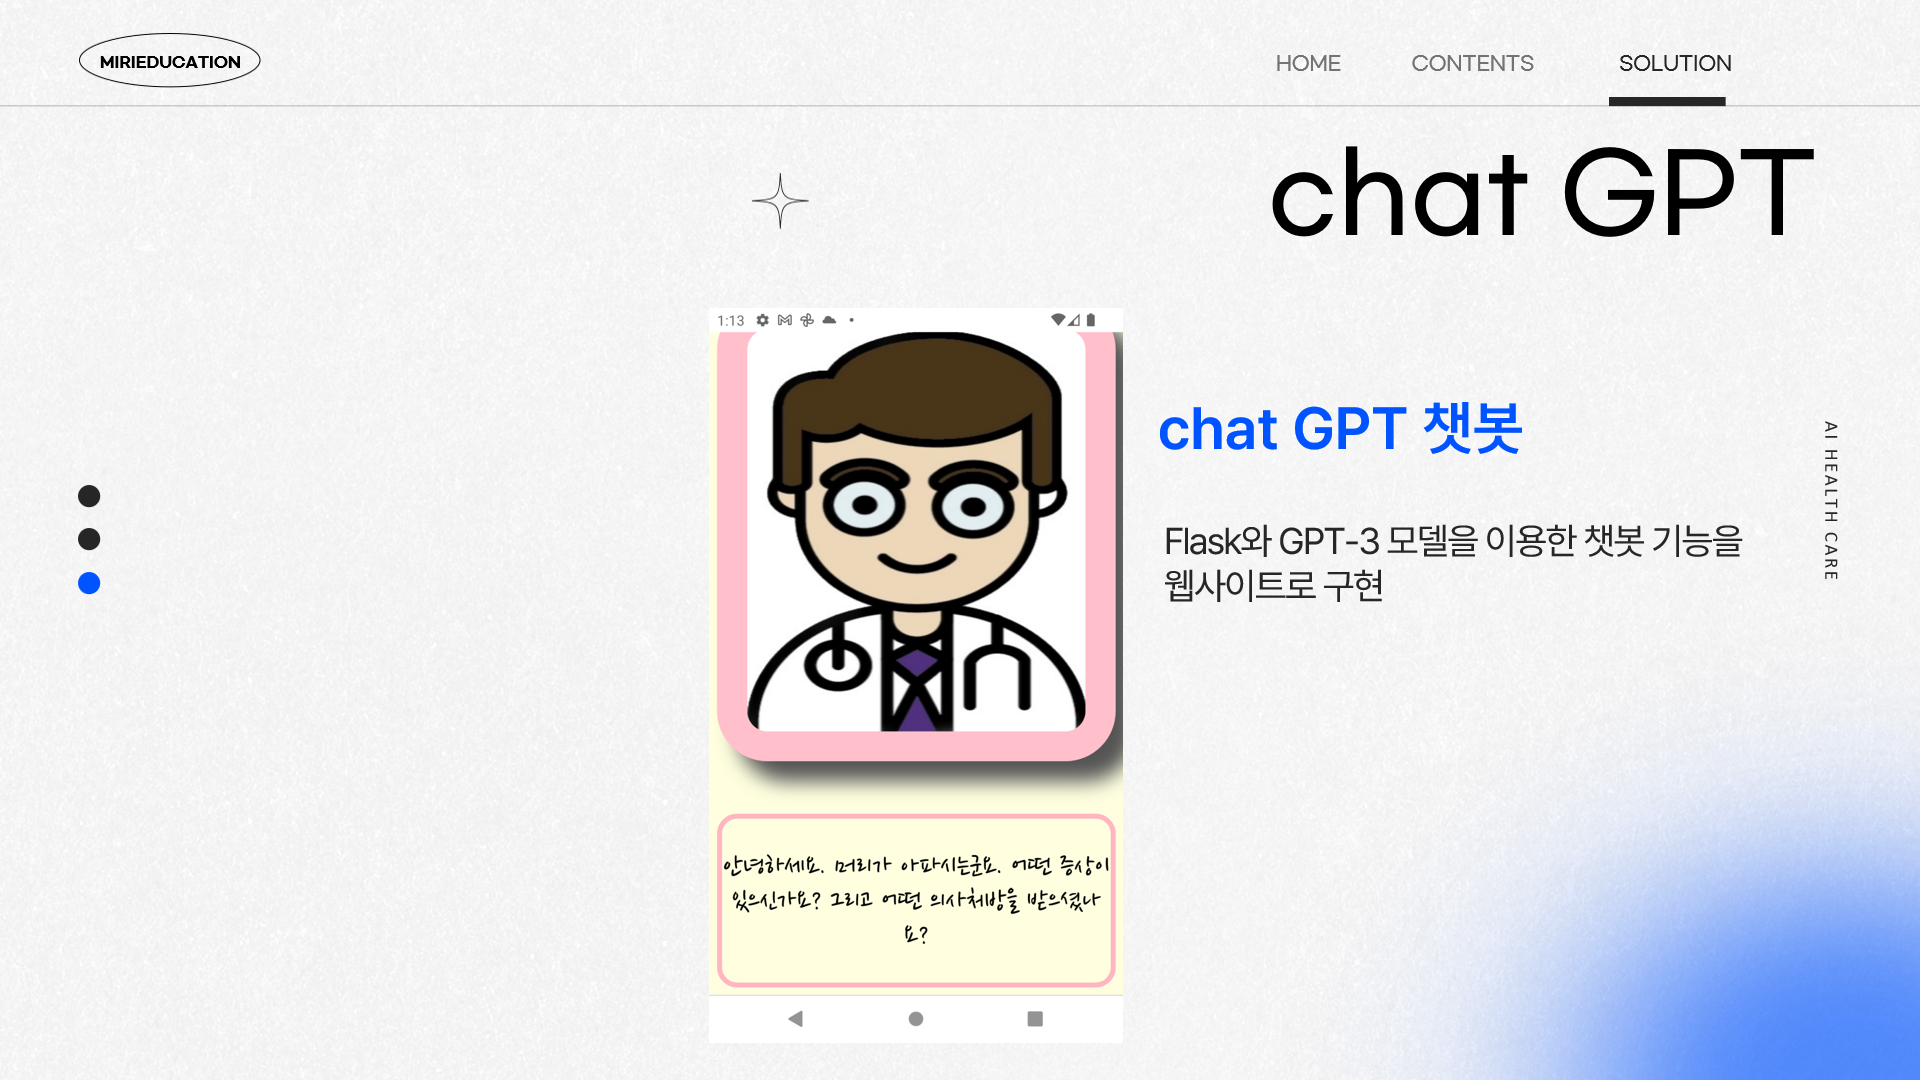 MIRIEDUCATION
HOME
CONTENTS
SOLUTION
chat GPT
1:13
chat GPT 챗봇
Flask와 GPT-3 모델을 이용한 챗봇 기능을
웹사이트로 구현
AI HEALTH CARE
안녕하세요. 머리가 아파시는군요. 어떤 증상이
있으신가요? 그리고 어떤 의사처방을 받으셨나
요?